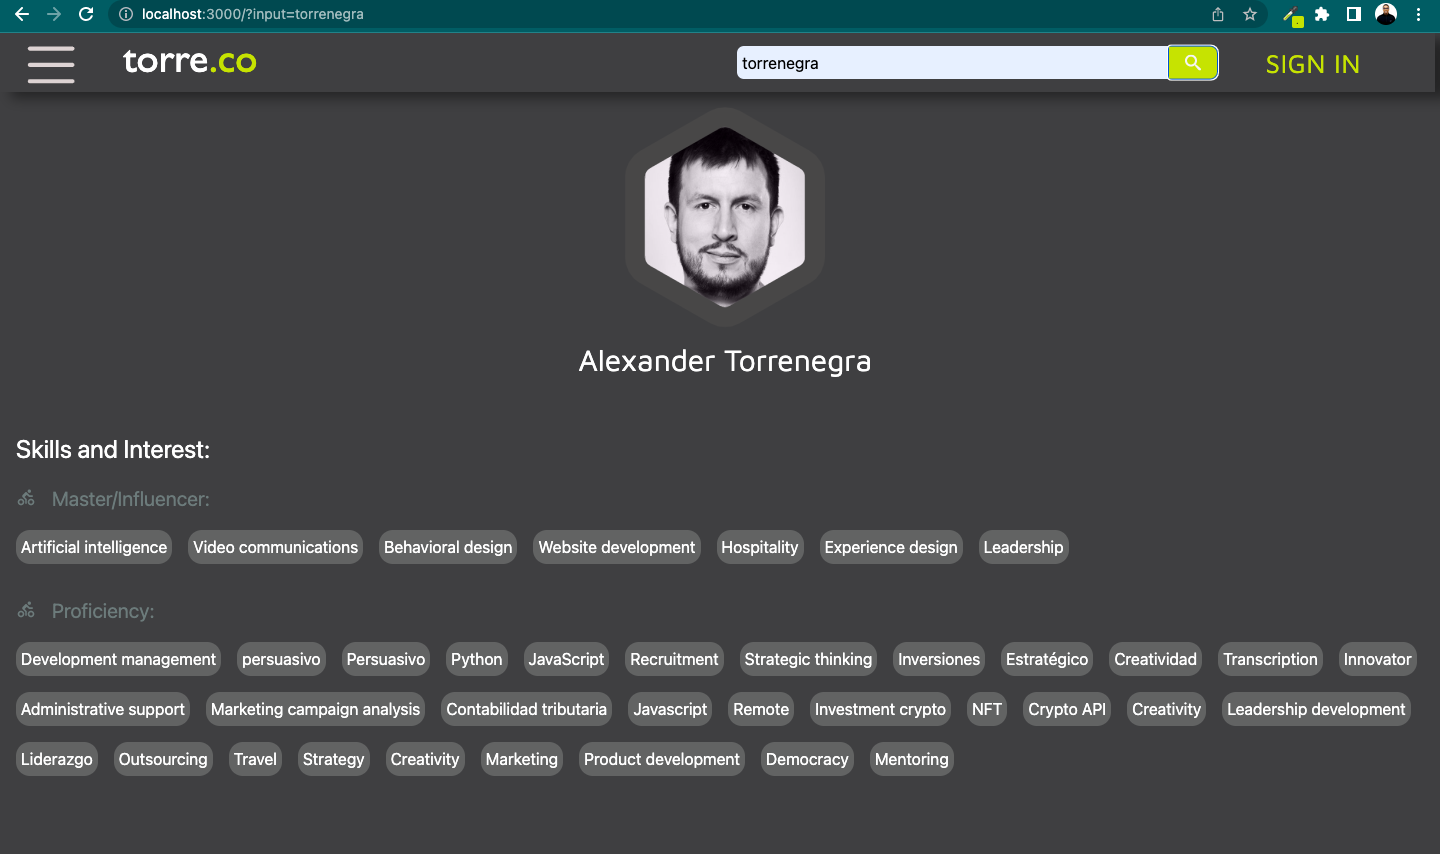 localhost:3000/?input=torrenegra
torre.co torrenegra SIGN IN
Alexander Torrenegra
Skills and Interest:
Master/Influencer:
Artificial intelligence Video communications Behavioral design Website development Hospitality Experience design Leadership
Proficiency:
Development management persuasivo Persuasivo Python JavaScript Recruitment Strategic thinking Inversiones Estratégico Creatividad Transcription Innovator
Administrative support Marketing campaign analysis Contabilidad tributaria Javascript Remote Investment crypto NFT Crypto API Creativity Leadership development
Liderazgo Outsourcing Travel Strategy Creativity Marketing Product development Democracy Mentoring